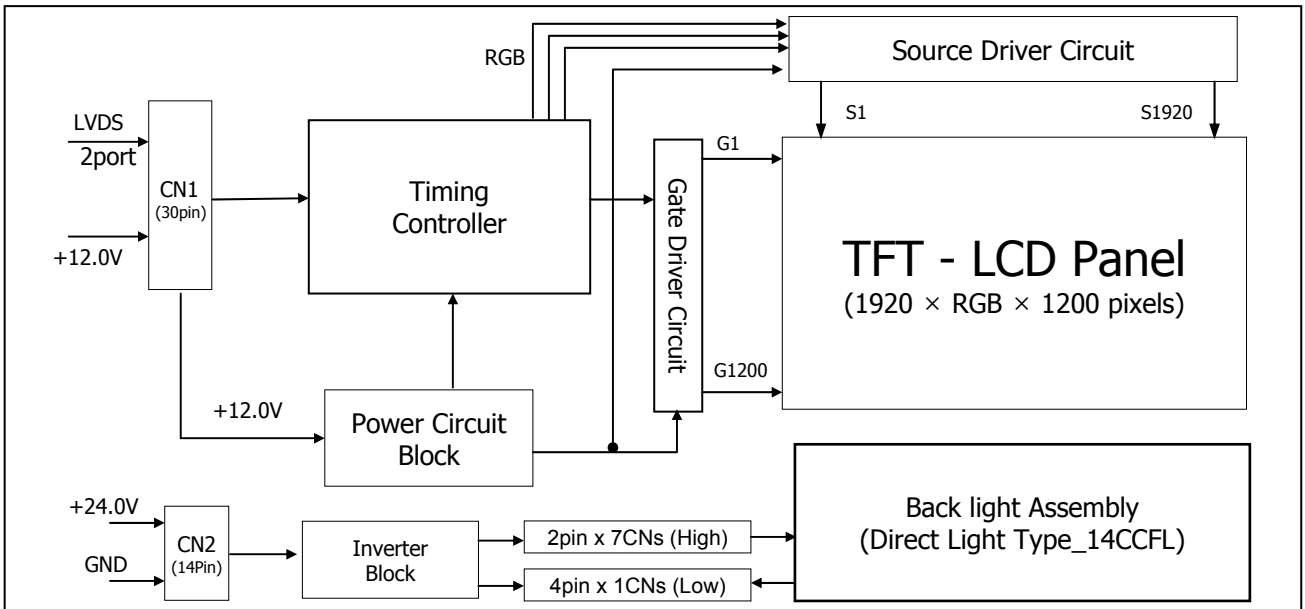 RGB
Source Driver Circuit
S1
S1920
LVDS
2port
CN1
(30pin)
+12.0V
Timing
Controller
G1
Gate Driver Circuit
G1200
TFT - LCD Panel
(1920 × RGB × 1200 pixels)
+12.0V
Power Circuit
Block
+24.0V
GND
CN2
(14Pin)
Inverter
Block
2pin x 7CNs (High)
4pin x 1CNs (Low)
Back light Assembly
(Direct Light Type_14CCFL)